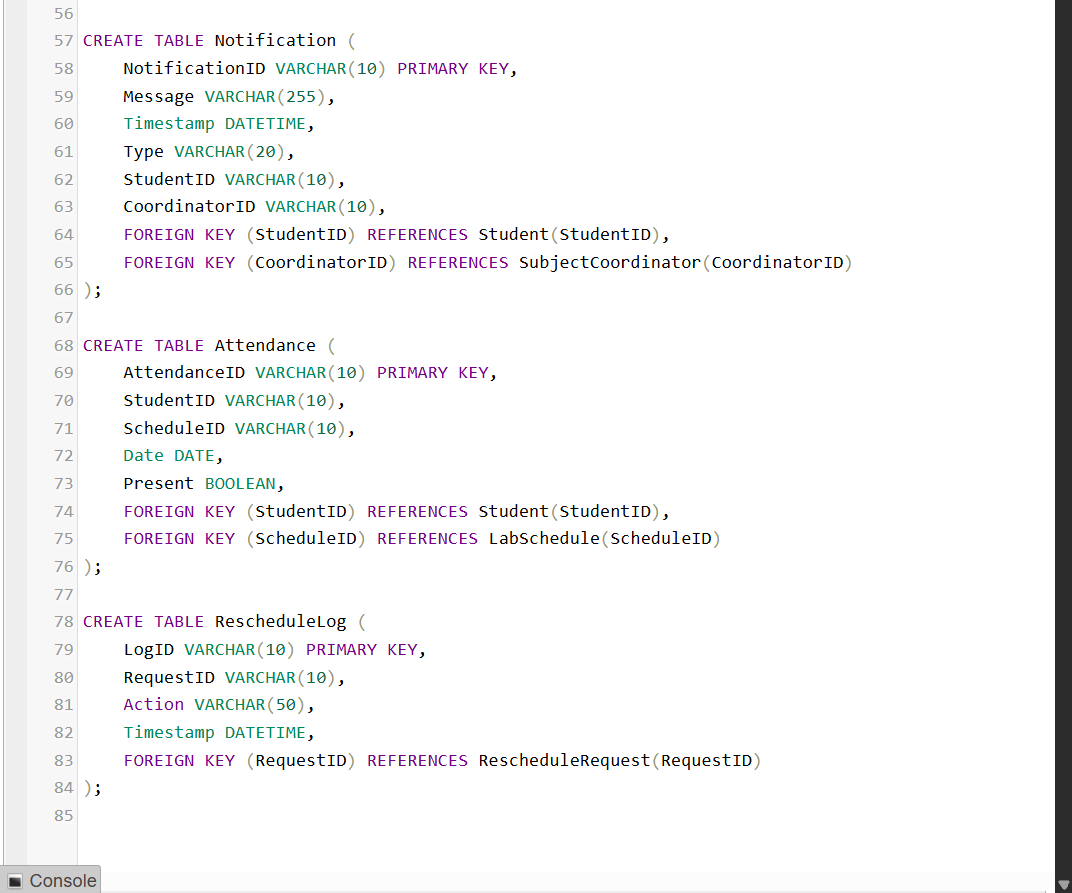 56
57 CREATE TABLE Notification (
58     NotificationID VARCHAR(10) PRIMARY KEY,
59     Message VARCHAR(255),
60     Timestamp DATETIME,
61     Type VARCHAR(20),
62     StudentID VARCHAR(10),
63     CoordinatorID VARCHAR(10),
64     FOREIGN KEY (StudentID) REFERENCES Student(StudentID),
65     FOREIGN KEY (CoordinatorID) REFERENCES SubjectCoordinator(CoordinatorID)
66 );
67
68 CREATE TABLE Attendance (
69     AttendanceID VARCHAR(10) PRIMARY KEY,
70     StudentID VARCHAR(10),
71     ScheduleID VARCHAR(10),
72     Date DATE,
73     Present BOOLEAN,
74     FOREIGN KEY (StudentID) REFERENCES Student(StudentID),
75     FOREIGN KEY (ScheduleID) REFERENCES LabSchedule(ScheduleID)
76 );
77
78 CREATE TABLE RescheduleLog (
79     LogID VARCHAR(10) PRIMARY KEY,
80     RequestID VARCHAR(10),
81     Action VARCHAR(50),
82     Timestamp DATETIME,
83     FOREIGN KEY (RequestID) REFERENCES RescheduleRequest(RequestID)
84 );
85
Console